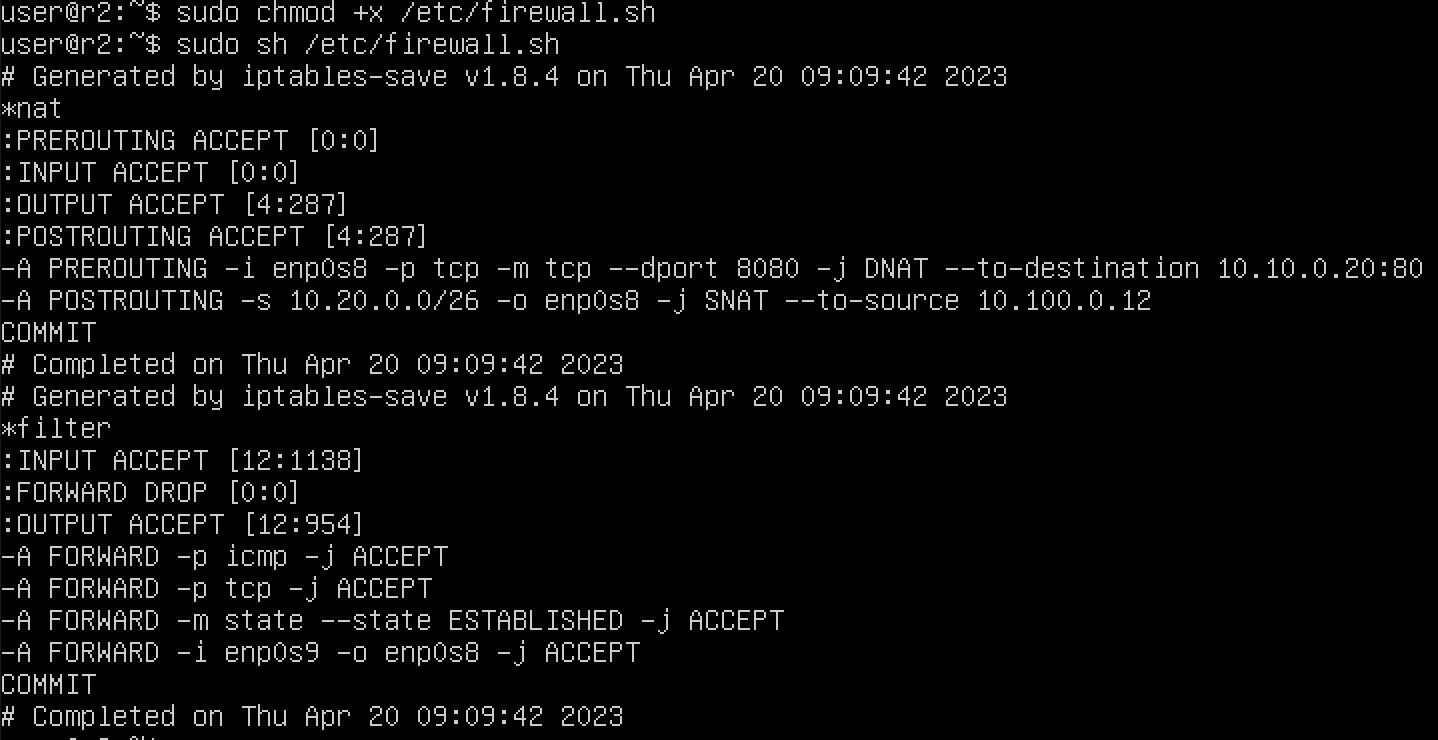 user@r2:~$ sudo chmod +x /etc/firewall.sh
user@r2:~$ sudo sh /etc/firewall.sh
# Generated by iptables-save v1.8.4 on Thu Apr 20 09:09:42 2023
*nat
:PREROUTING ACCEPT [0:0]
:INPUT ACCEPT [0:0]
:OUTPUT ACCEPT [4:287]
:POSTROUTING ACCEPT [4:287]
-A PREROUTING -i enp0s8 -p tcp -m tcp --dport 8080 -j DNAT --to-destination 10.10.0.20:80
-A POSTROUTING -s 10.20.0.0/26 -o enp0s8 -j SNAT --to-source 10.100.0.12
COMMIT
# Completed on Thu Apr 20 09:09:42 2023
# Generated by iptables-save v1.8.4 on Thu Apr 20 09:09:42 2023
*filter
:INPUT ACCEPT [12:1138]
:FORWARD DROP [0:0]
:OUTPUT ACCEPT [12:954]
-A FORWARD -p icmp -j ACCEPT
-A FORWARD -p tcp -j ACCEPT
-A FORWARD -m state --state ESTABLISHED -j ACCEPT
-A FORWARD -i enp0s9 -o enp0s8 -j ACCEPT
COMMIT
# Completed on Thu Apr 20 09:09:42 2023